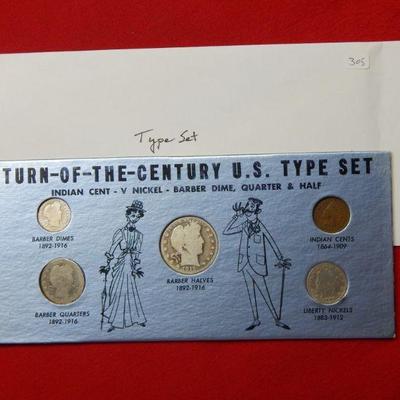 305
Type Set
TURN-OF-THE-CENTURY U.S. TYPE SET
INDIAN CENT - V NICKEL - BARBER DIME, QUARTER & HALF
BARBER DIMES
1892-1916
BARBER HALVES
1892-1916
INDIAN CENTS
1864-1909
BARBER QUARTERS
1892-1916
LIBERTY NICKELS
1883-1912